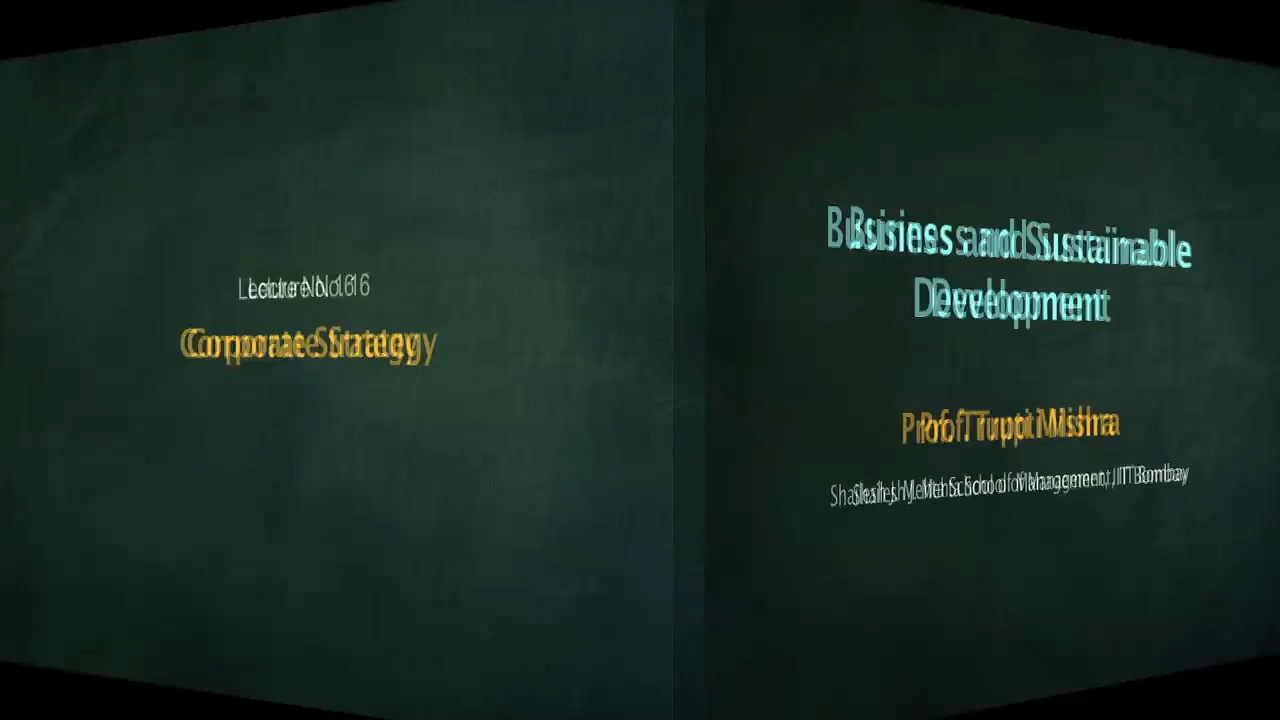 Lecture No. 16
Corporate Strategy
Business and Sustainable
Development
Prof. Trupti Mishra
Shailesh J. Mehta School of Management, IIT Bombay